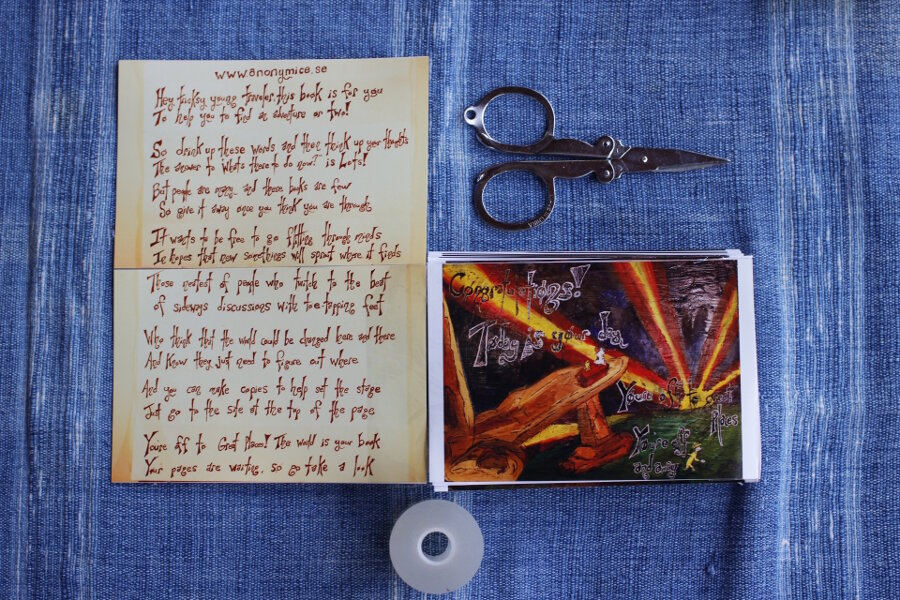 www.anonymice.se
Hey tricksy young traveler, this book is for you
To help you to find an adventure or two!
So drink up these words and then think up your thoughts
The answer to "Whats there to do now?" is Lots!
But people are many and these books are few
So give it away once you think you are through
It wants to be free to go flitting through minds
In hopes that new somethings will sprout where it finds
Those neatest of people who twitch to the beat
of sideways discussions with toe-tapping feet
Who think that the world could be changed here and there
And know they just need to figure out where
And you can make copies to help set the stage
Just go to the site at the top of the page
You're off to Great Places! The world is your book
Your pages are waiting, so go take a look
Congratulations!
Today is your day
You're off to great
Places
You're off
and away